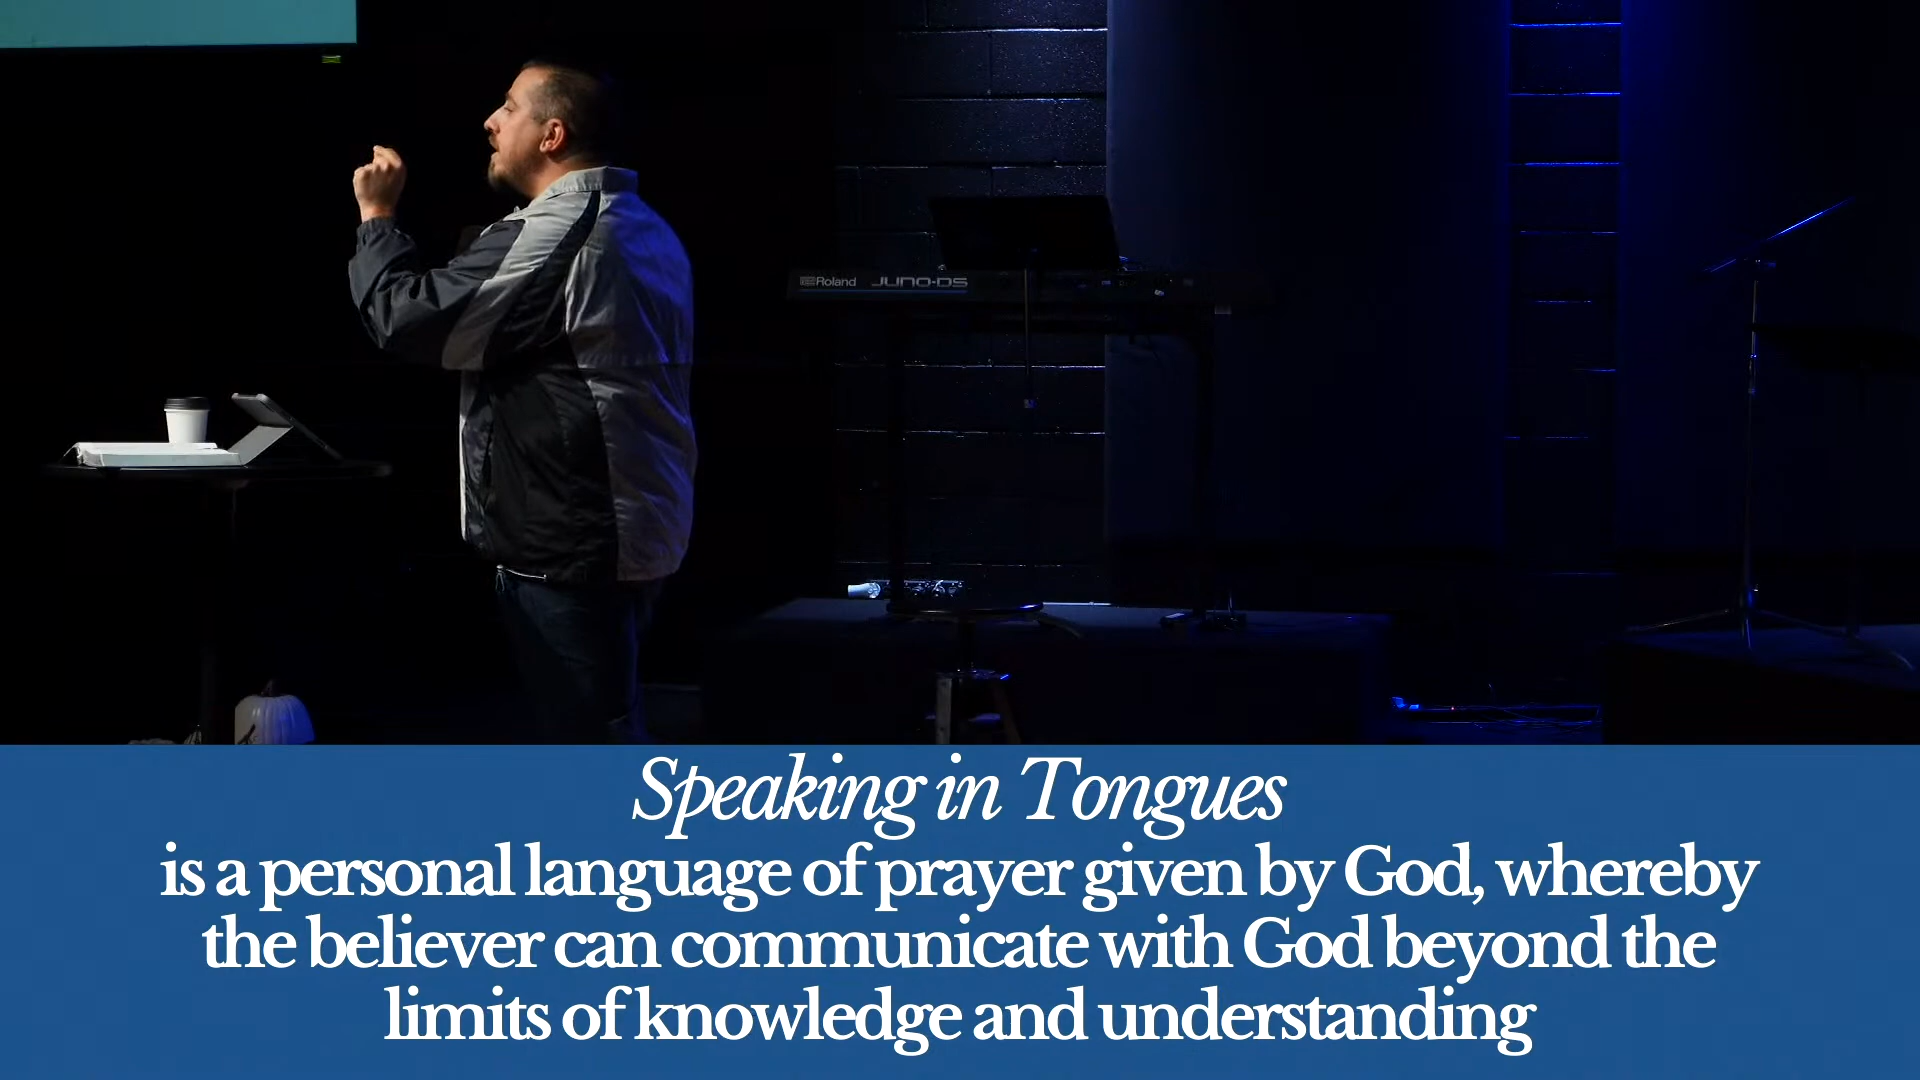 Roland JUNO-DS
Speaking in Tongues
is a personal language of prayer given by God, whereby
the believer can communicate with God beyond the
limits of knowledge and understanding